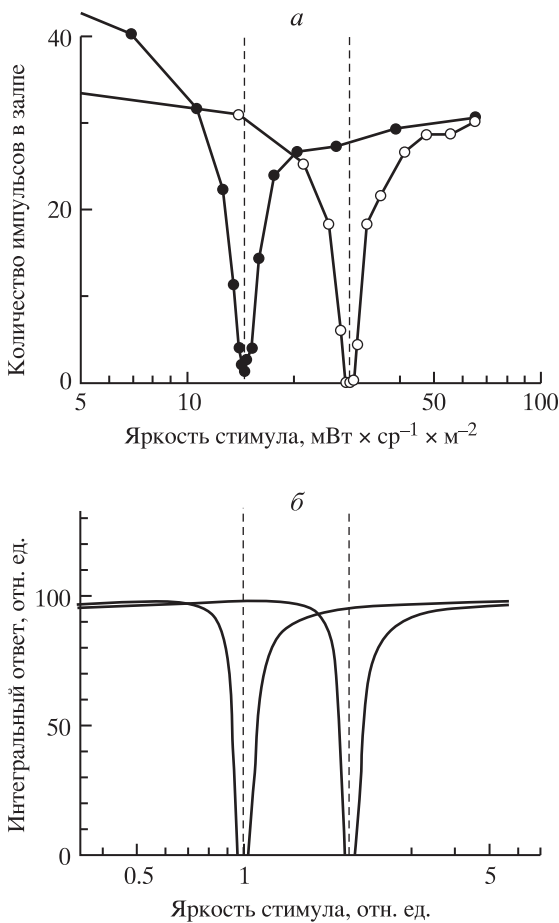 а
40
20
0
Количество импульсов в залпе
5 10 50 100
Яркость стимула, мВт × ср⁻¹ × м⁻²
б
100
50
0
Интегральный ответ, отн. ед.
0.5 1 5
Яркость стимула, отн. ед.